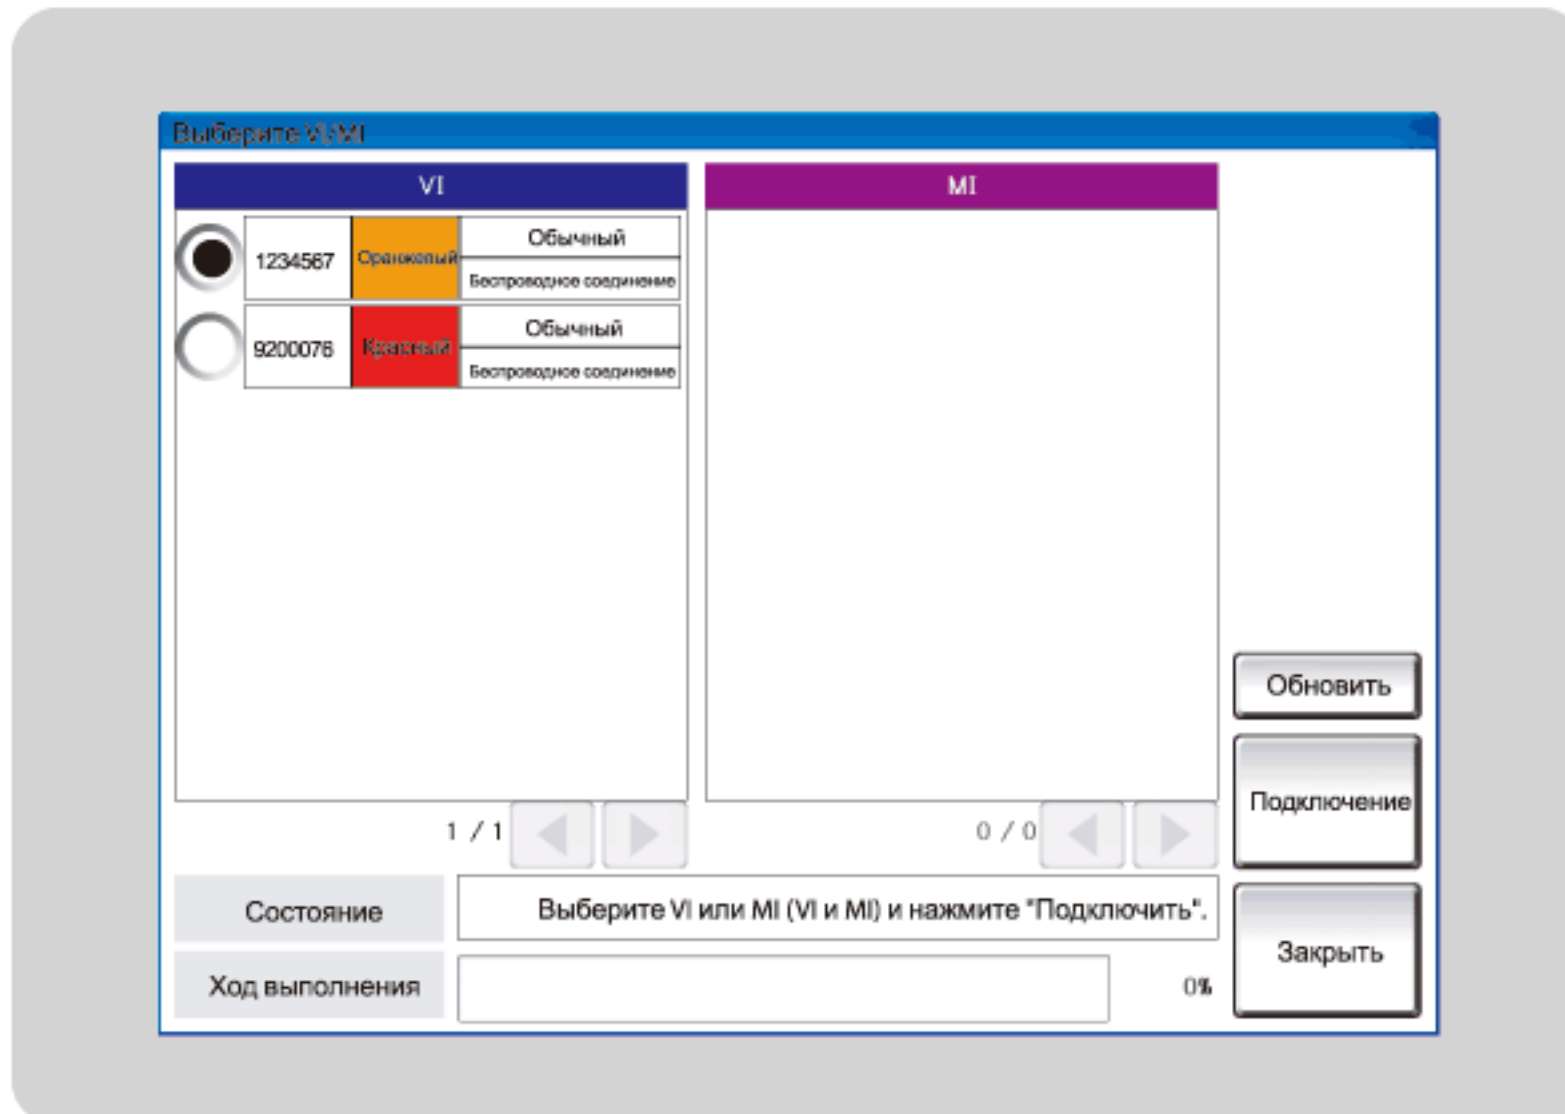 Выберите VI/MI
VI
MI
1234567
Оранжевый
Обычный
Беспроводное соединение
9200076
Красный
Обычный
Беспроводное соединение
1 / 1
0 / 0
Обновить
Подключение
Закрыть
Состояние
Выберите VI или MI (VI и MI) и нажмите "Подключить".
Ход выполнения
0%